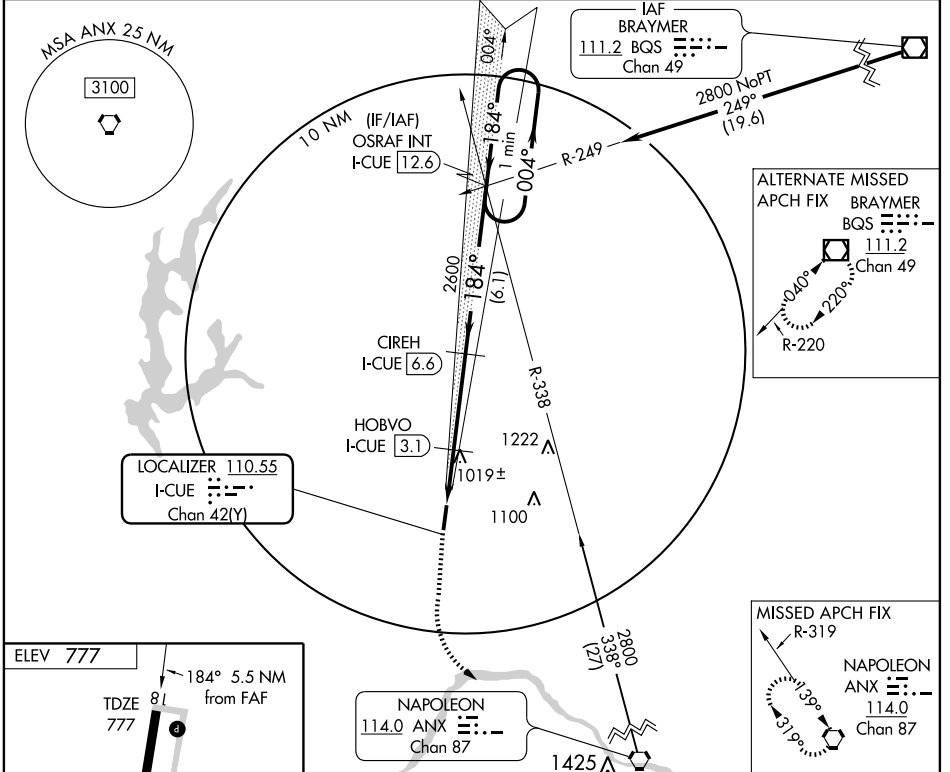 MSA ANX 25 NM
3100
IAF
BRAYMER
111.2 BQS
Chan 49
2800 NoPT
249°
(19.6)
R-249
10 NM
(IF/IAF)
OSRAF INT
I-CUE 12.6
004°
184°
1 min
004°
2600
184°
(6.1)
CIREH
I-CUE 6.6
HOBVO
I-CUE 3.1
1019±
1222
1100
R-338
LOCALIZER 110.55
I-CUE
Chan 42(Y)
ALTERNATE MISSED
APCH FIX
BRAYMER
BQS
111.2
Chan 49
040°
220°
R-220
2800
338°
(27)
NAPOLEON
114.0 ANX
Chan 87
1425
MISSED APCH FIX
R-319
NAPOLEON
ANX
114.0
Chan 87
139°
319°
ELEV 777
184° 5.5 NM
from FAF
TDZE
777
18
P